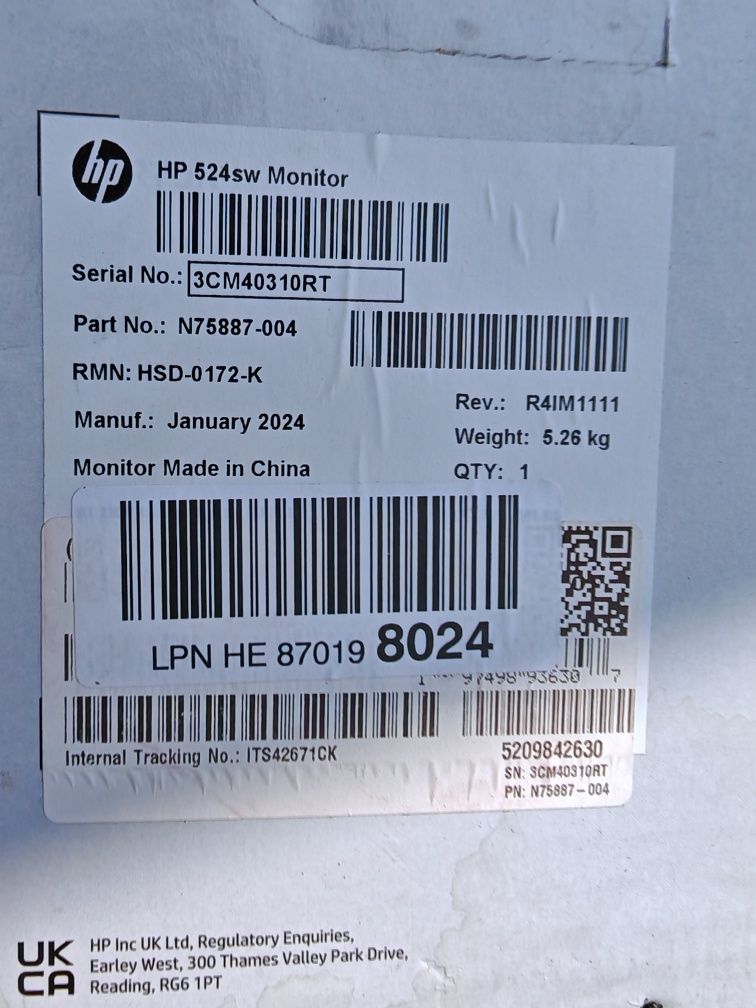 hp
HP 524sw Monitor
Serial No.: 3CM40310RT
Part No.: N75887-004
RMN: HSD-0172-K
Manuf.: January 2024
Monitor Made in China
Rev.: R4IM1111
Weight: 5.26 kg
QTY: 1
LPN HE 87019 8024
97498"93630 7
Internal Tracking No.: ITS42671CK
5209842630
SN: 3CM40310RT
PN: N75887-004
UK
CA
HP Inc UK Ltd, Regulatory Enquiries,
Earley West, 300 Thames Valley Park Drive,
Reading, RG6 1PT